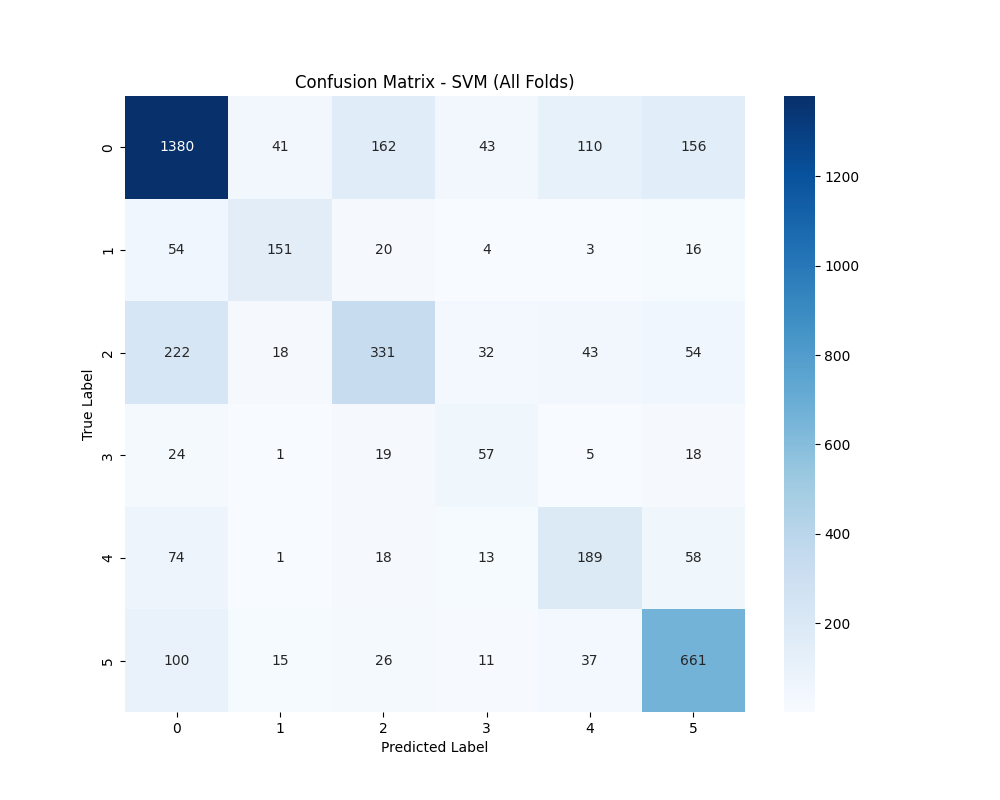 Confusion Matrix - SVM (All Folds)
0 1380 41 162 43 110 156
1 54 151 20 4 3 16
2 222 18 331 32 43 54
3 24 1 19 57 5 18
4 74 1 18 13 189 58
5 100 15 26 11 37 661
0 1 2 3 4 5
True Label
Predicted Label
1200
1000
800
600
400
200